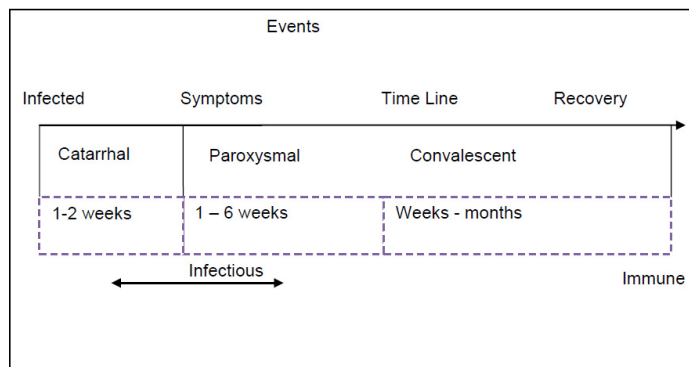 Events
Infected Symptoms Time Line Recovery
Catarrhal Paroxysmal Convalescent
1-2 weeks 1 – 6 weeks Weeks - months
Infectious Immune